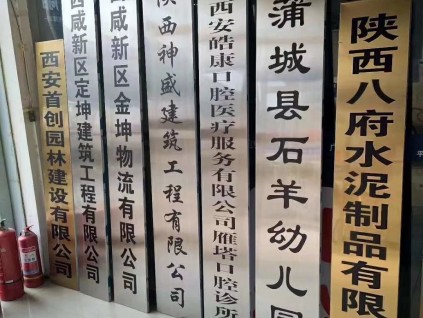 西安首创园林建设有限公司
西咸新区定坤建筑工程有限公司
西咸新区金坤物流有限公司
陕西神盛建筑工程有限公司
西安皓康口腔医疗服务有限公司雁塔口腔诊所
蒲城县石羊幼儿园
陕西八府水泥制品有限